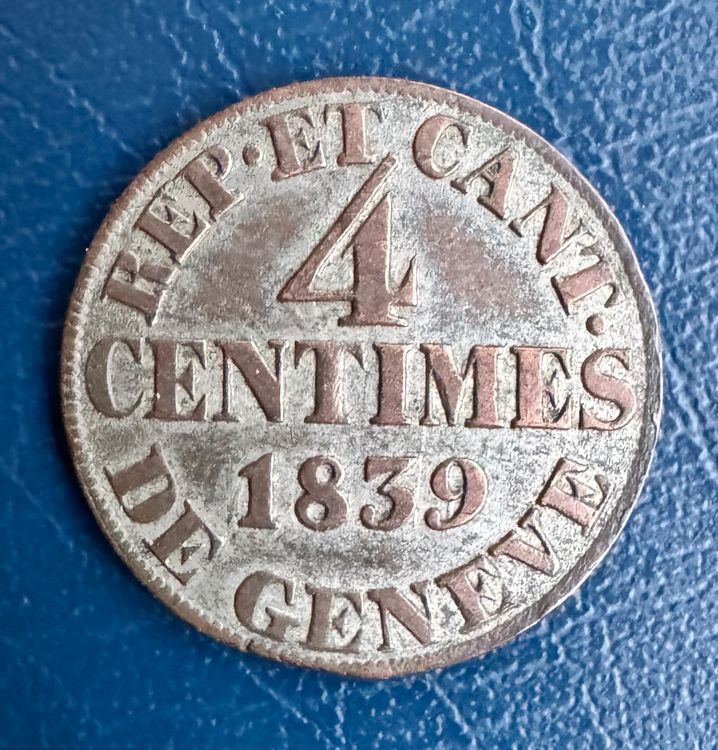 REP. ET CANT.
4
CENTIMES
1839
DE GENEVE